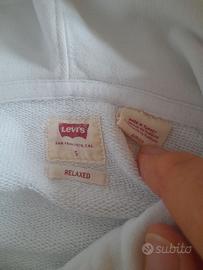 Levi's
SAN FRANCISCO, CAL.
S
RELAXED
subito